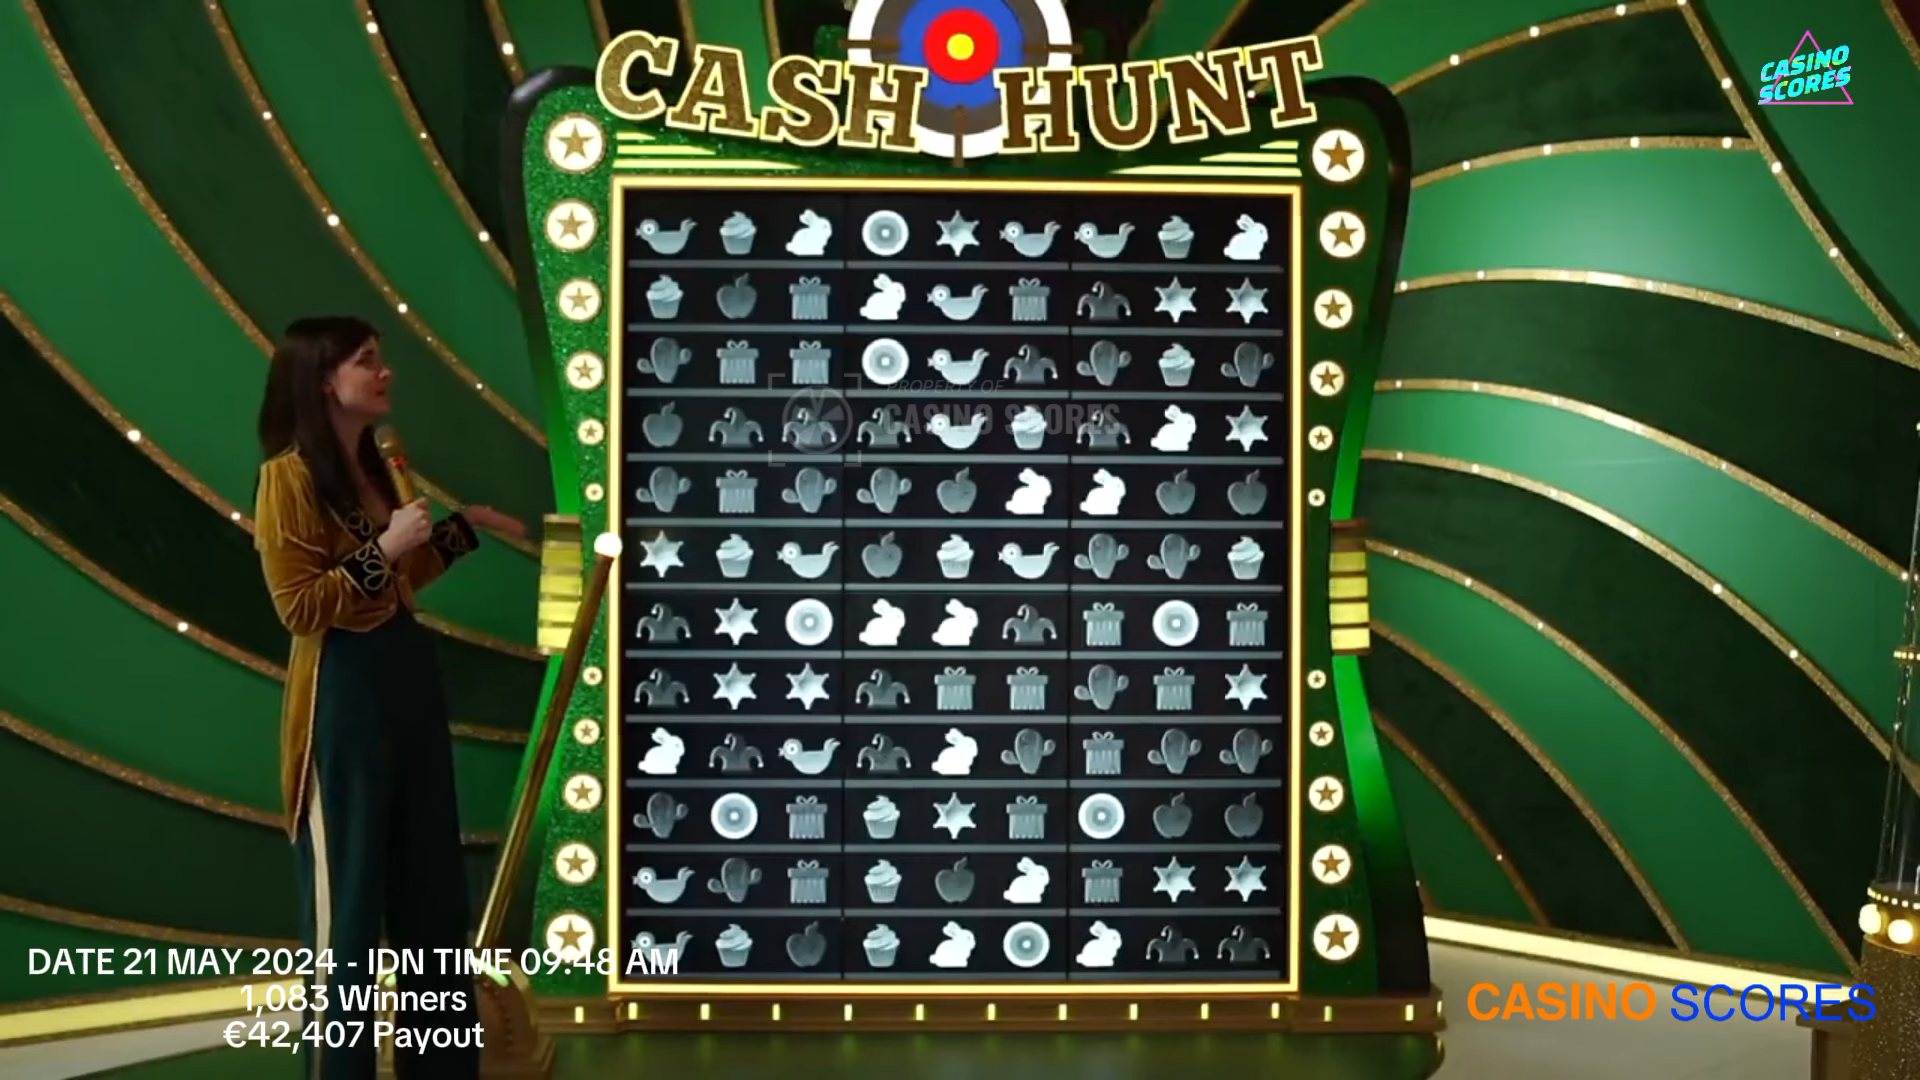 CASH HUNT
CASINO
SCORES
PROPERTY OF
CASINO SCORES
DATE 21 MAY 2024 - IDN TIME 09:48 AM
1,083 Winners
€42,407 Payout
CASINO SCORES